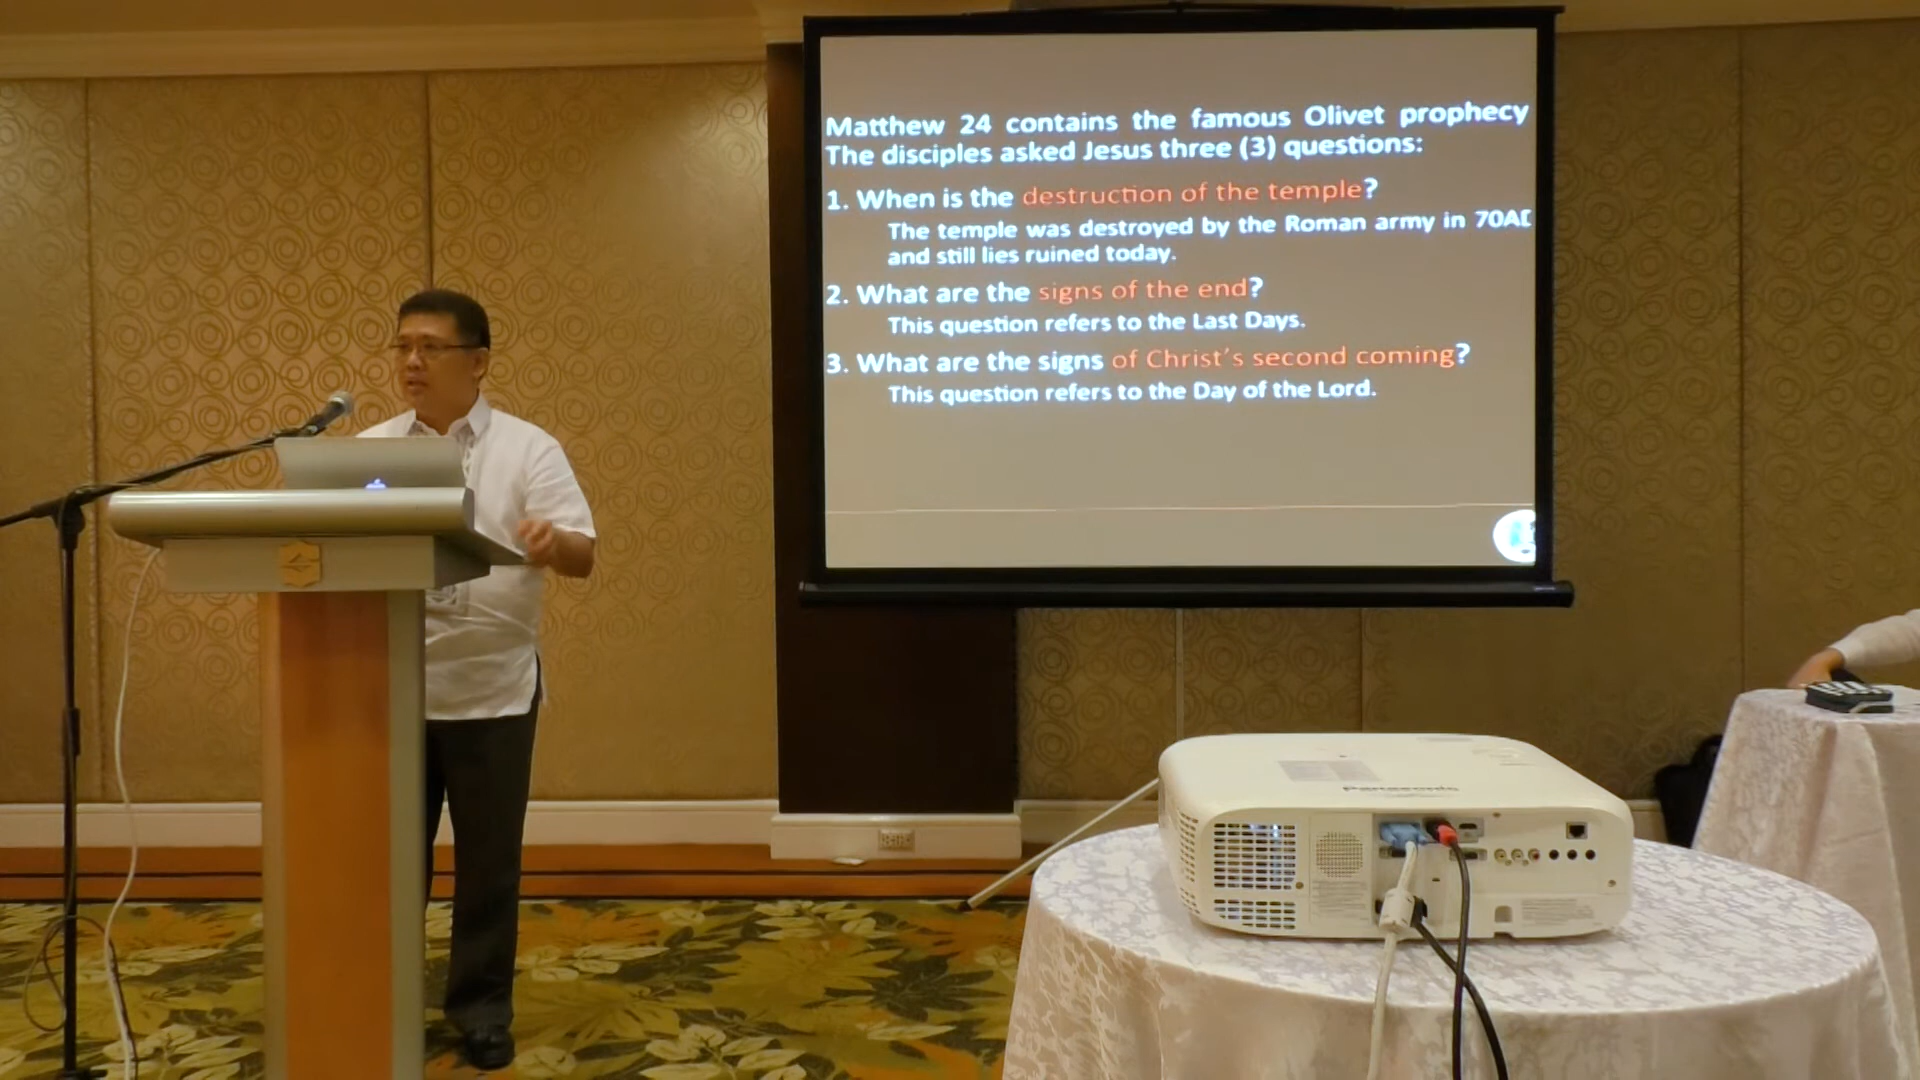 Matthew 24 contains the famous Olivet prophecy
The disciples asked Jesus three (3) questions:
1. When is the destruction of the temple?
The temple was destroyed by the Roman army in 70AD
and still lies ruined today.
2. What are the signs of the end?
This question refers to the Last Days.
3. What are the signs of Christ's second coming?
This question refers to the Day of the Lord.
Panasonic